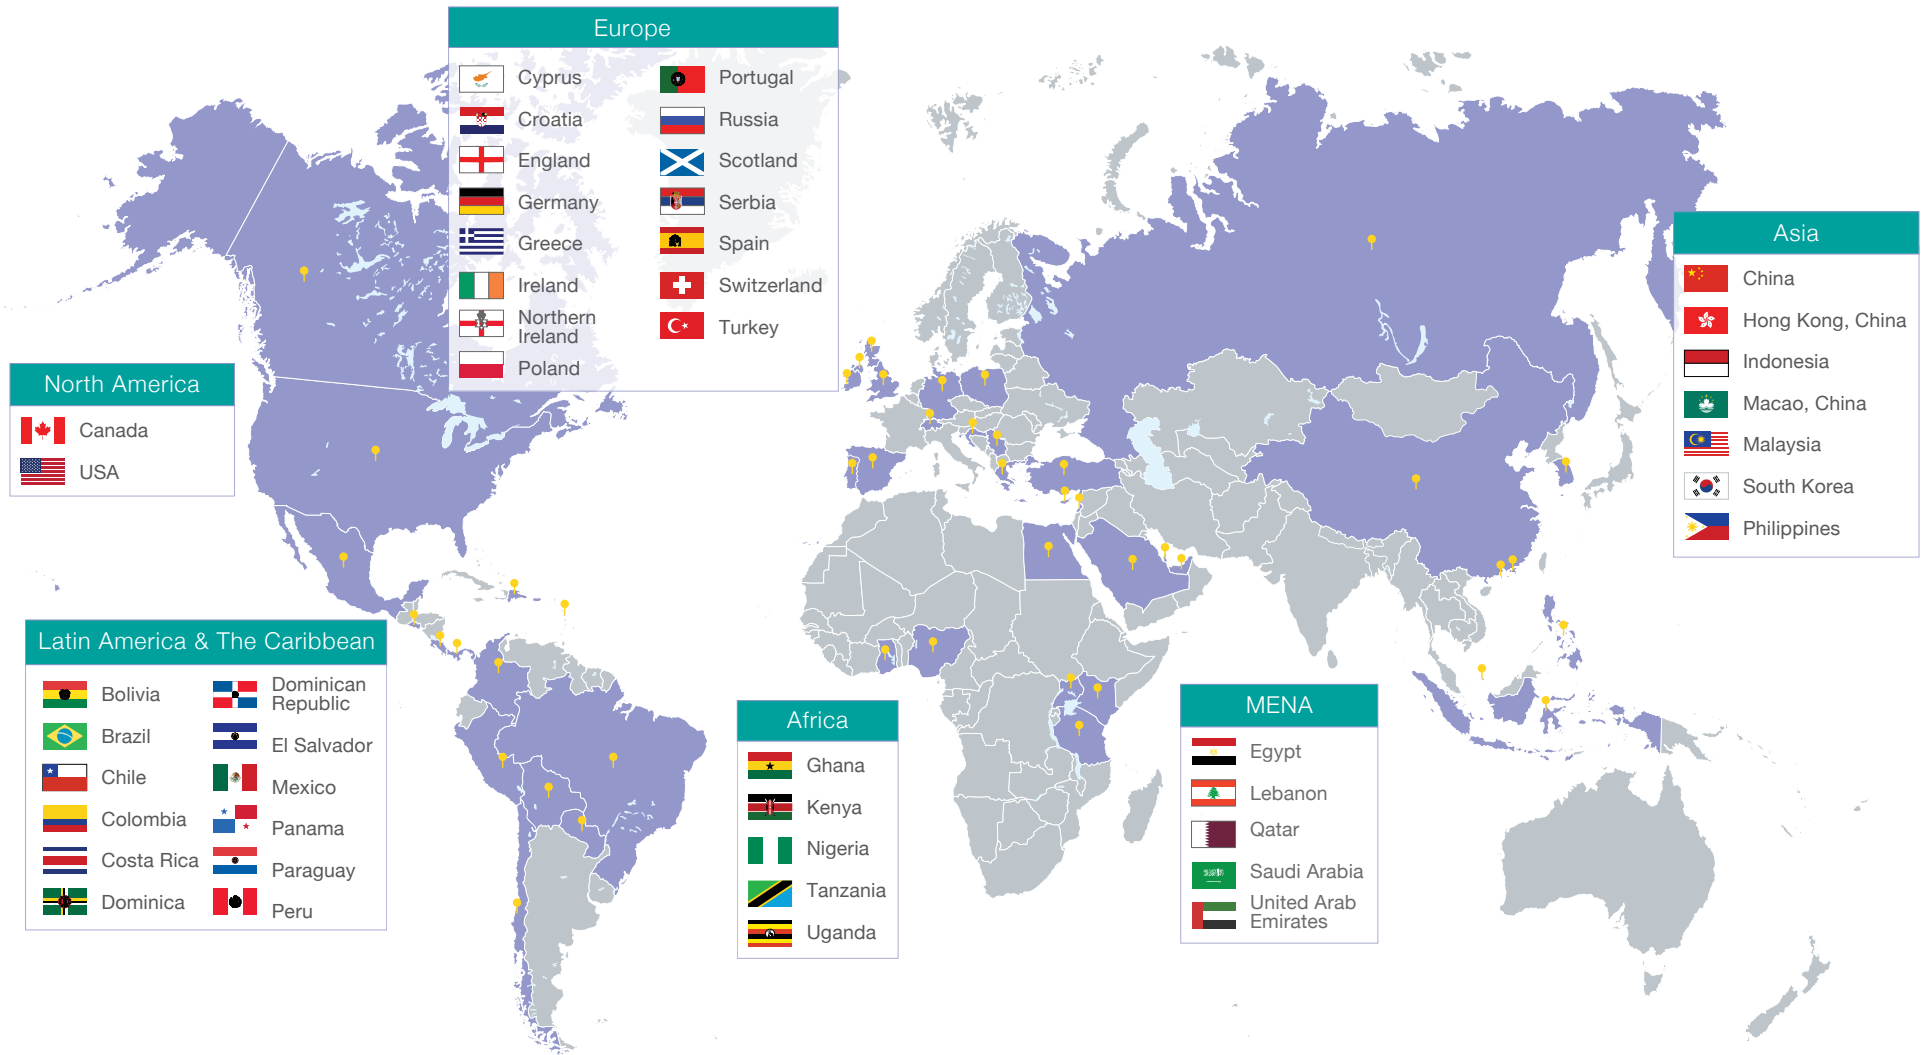 Europe
Cyprus
Croatia
England
Germany
Greece
Ireland
Northern
Ireland
Poland
Portugal
Russia
Scotland
Serbia
Spain
Switzerland
Turkey
Asia
China
Hong Kong, China
Indonesia
Macao, China
Malaysia
South Korea
Philippines
North America
Canada
USA
Latin America & The Caribbean
Bolivia
Brazil
Chile
Colombia
Costa Rica
Dominica
Dominican
Republic
El Salvador
Mexico
Panama
Paraguay
Peru
Africa
Ghana
Kenya
Nigeria
Tanzania
Uganda
MENA
Egypt
Lebanon
Qatar
Saudi Arabia
United Arab
Emirates